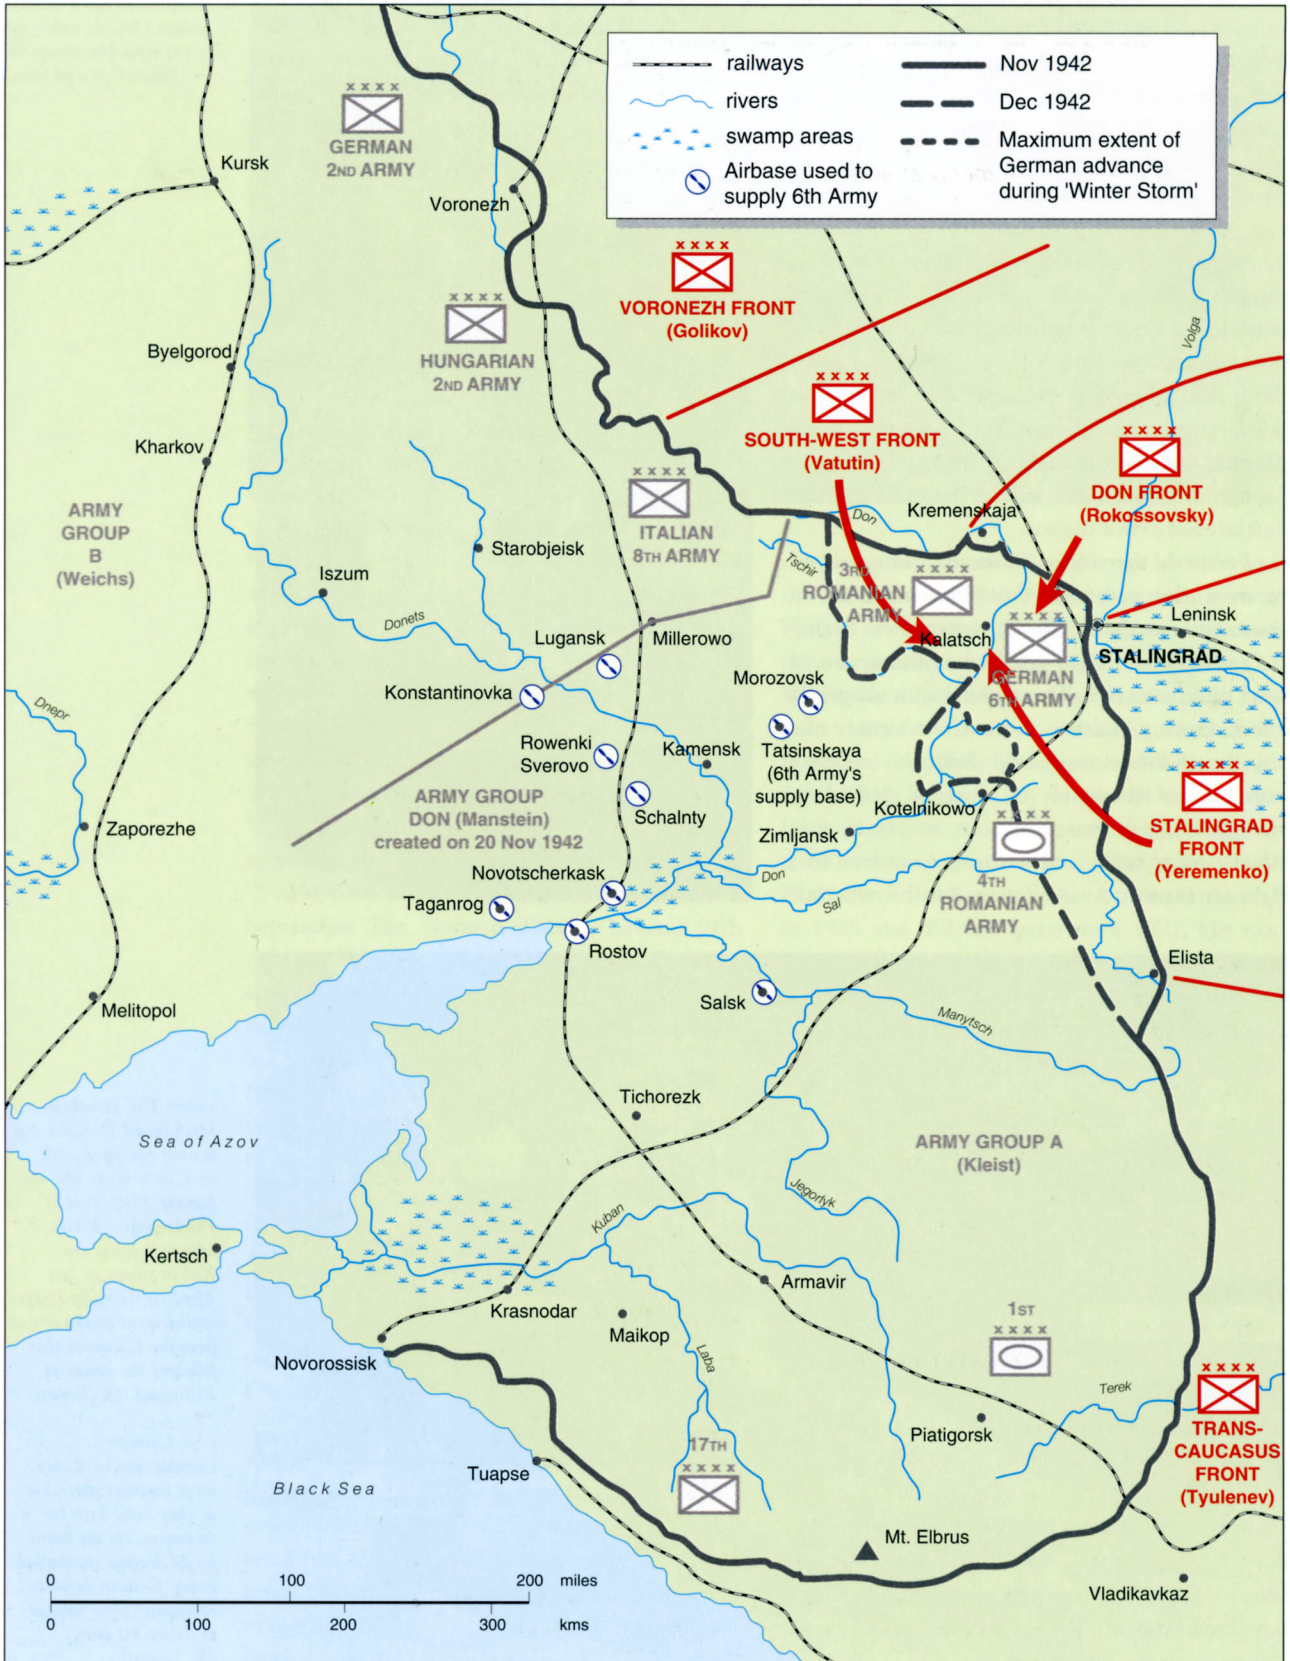 railways
rivers
swamp areas
Airbase used to
supply 6th Army
Nov 1942
Dec 1942
Maximum extent of
German advance
during 'Winter Storm'
x x x x
GERMAN
2ND ARMY
Kursk
Voronezh
x x x x
VORONEZH FRONT
(Golikov)
Volga
x x x x
HUNGARIAN
2ND ARMY
Byelgorod
Kharkov
x x x x
SOUTH-WEST FRONT
(Vatutin)
x x x x
DON FRONT
(Rokossovsky)
ARMY
GROUP
B
(Weichs)
x x x x
ITALIAN
8TH ARMY
Don
Kremenskaja
Starobjeisk
Tschir
x x x x
3RD
ROMANIAN
ARMY
Iszum
Donets
Lugansk
Millerowo
Kalatsch
x x x x
GERMAN
6TH ARMY
Leninsk
STALINGRAD
Konstantinovka
Morozovsk
Dnepr
Rowenki
Sverovo
Kamensk
Tatsinskaya
(6th Army's
supply base)
Kotelnikowo
x x x x
STALINGRAD
FRONT
(Yeremenko)
ARMY GROUP
DON (Manstein)
created on 20 Nov 1942
Schalnty
Zimljansk
Zaporezhe
x x x x
4TH
ROMANIAN
ARMY
Novotscherkask
Don
Sal
Taganrog
Rostov
Elista
Salsk
Manytsch
Melitopol
Tichorezk
Sea of Azov
ARMY GROUP A
(Kleist)
Jegorlyk
Kuban
Kertsch
Krasnodar
Armavir
Maikop
1ST
x x x x
Novorossisk
Laba
Terek
x x x x
TRANS-
CAUCASUS
FRONT
(Tyulenev)
Piatigorsk
17TH
x x x x
Tuapse
Black Sea
Mt. Elbrus
Vladikavkaz
0 100 200 miles
0 100 200 300 kms